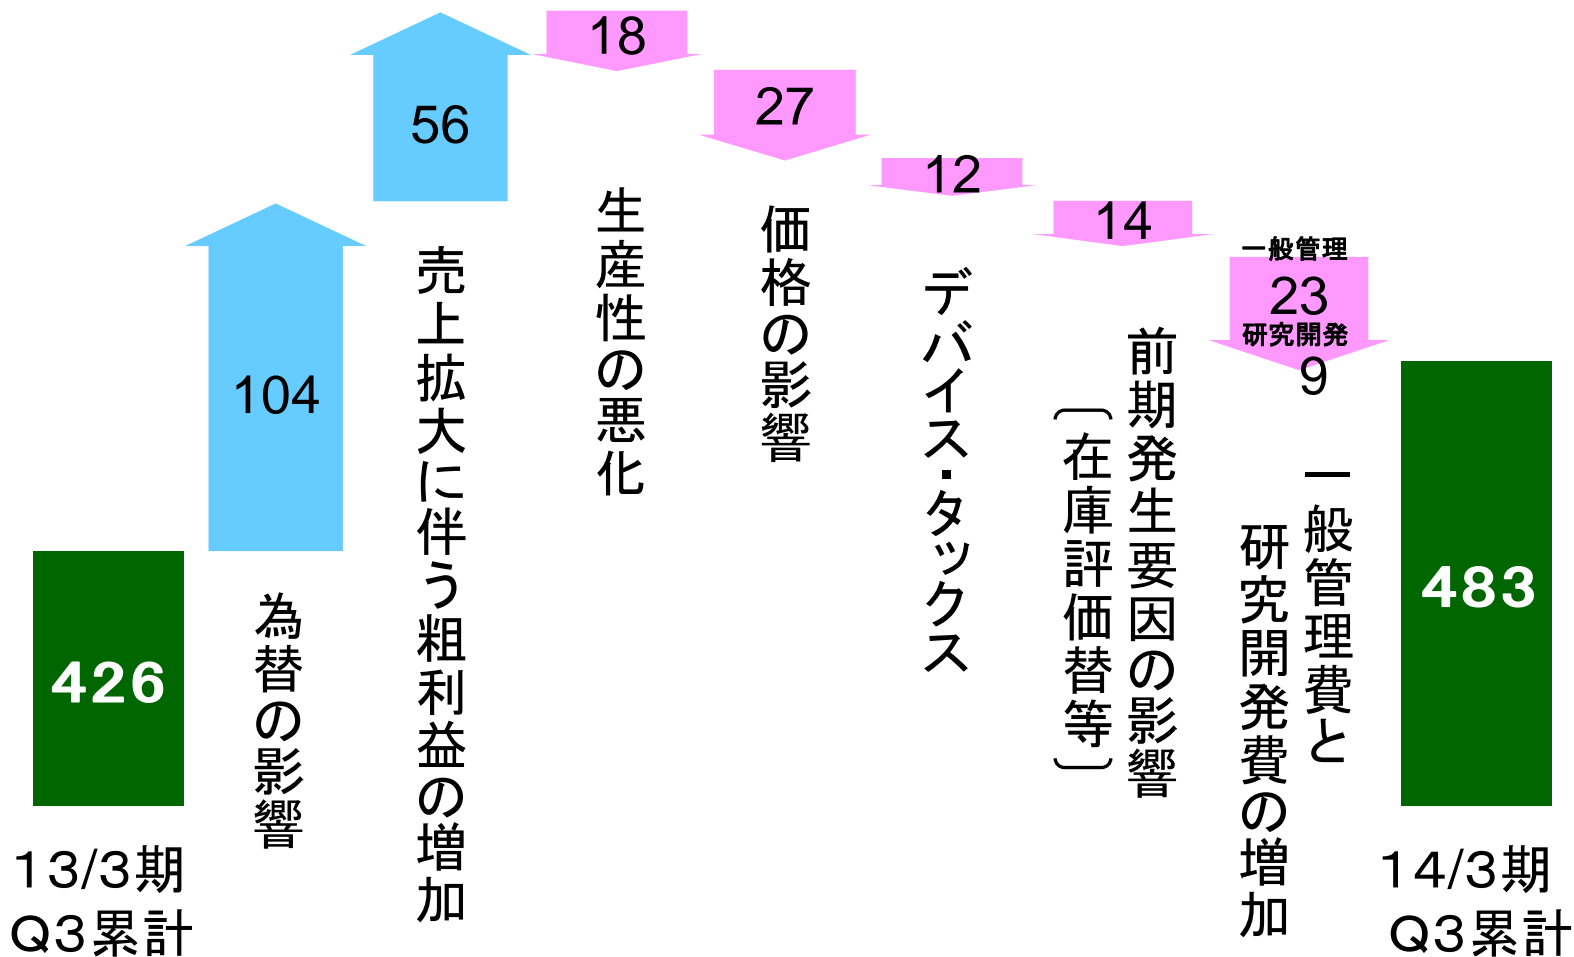 426
13/3期
Q3累計
104
為替の影響
56
売上拡大に伴う粗利益の増加
18
生産性の悪化
27
価格の影響
12
デバイス・タックス
14
前期発生要因の影響
〔在庫評価替等〕
一般管理
23
研究開発
9
一般管理費と
研究開発費の増加
483
14/3期
Q3累計